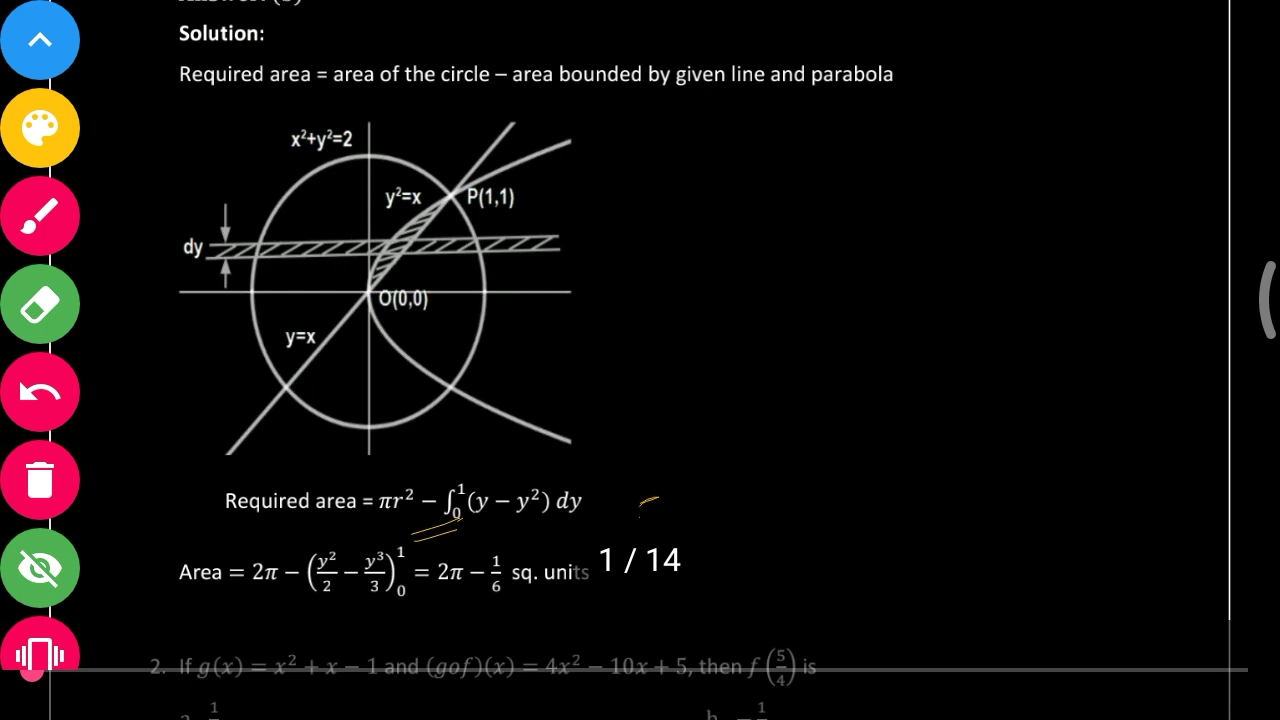 Solution:
Required area = area of the circle – area bounded by given line and parabola
x²+y²=2
y²=x
P(1,1)
dy
O(0,0)
y=x
Required area = πr² − ∫₀¹(y − y²) dy
Area = 2π − (y²/2 − y³/3)₀¹ = 2π − 1/6 sq. units
1 / 14
2. If g(x) = x² + x − 1 and (gof)(x) = 4x² − 10x + 5, then f (5/4) is